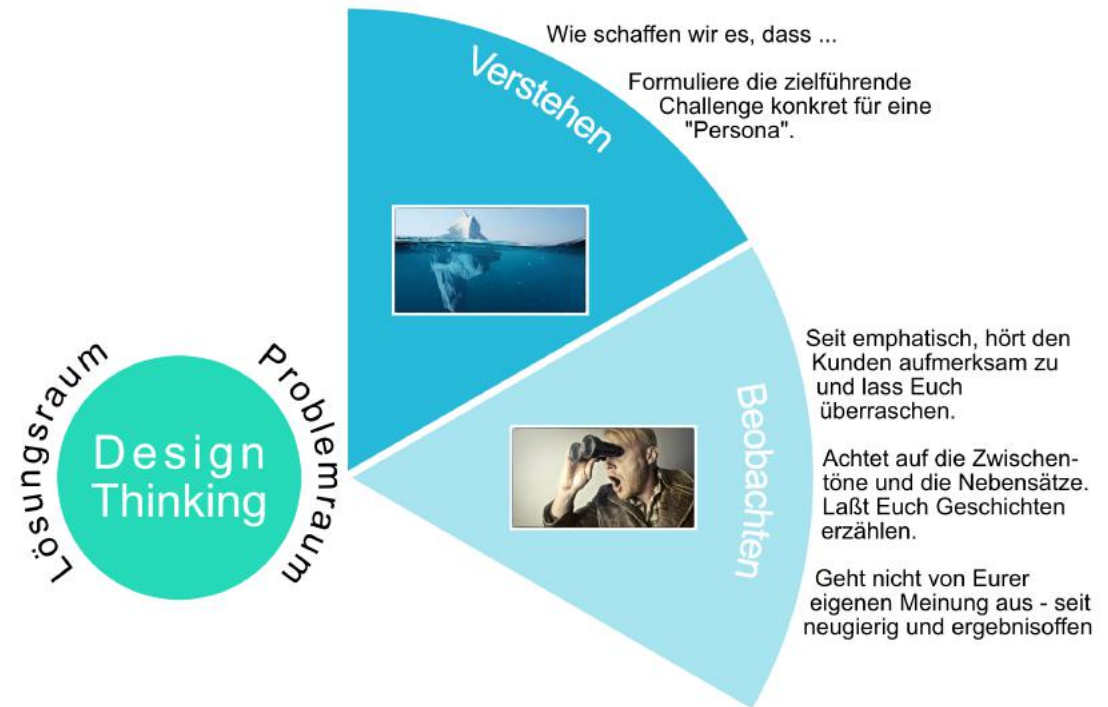 Wie schaffen wir es, dass ...
Verstehen
Formuliere die zielführende
Challenge konkret für eine
"Persona".
Lösungsraum
Problemraum
Design
Thinking
Beobachten
Seit emphatisch, hört den
Kunden aufmerksam zu
und lass Euch
überraschen.
Achtet auf die Zwischen-
töne und die Nebensätze.
Laßt Euch Geschichten
erzählen.
Geht nicht von Eurer
eigenen Meinung aus - seit
neugierig und ergebnisoffen